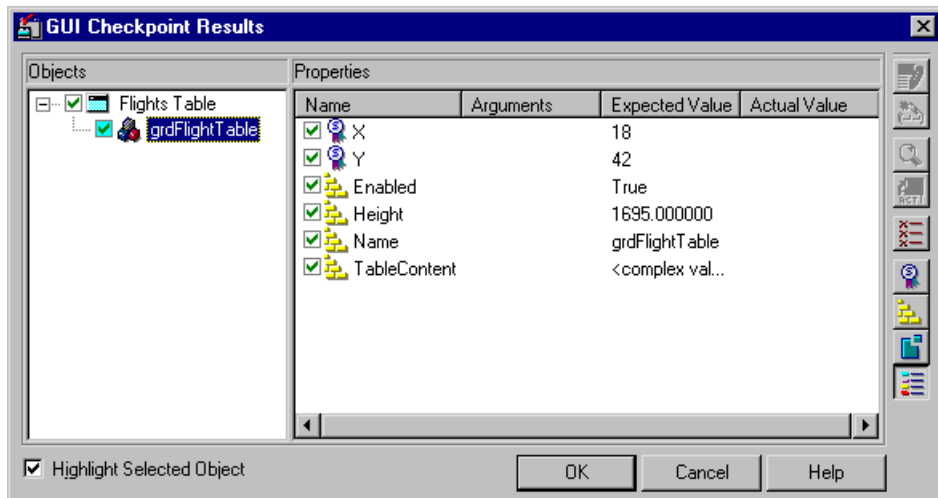 GUI Checkpoint Results
Objects
Properties
Flights Table
grdFlightTable
Name Arguments Expected Value Actual Value
X 18
Y 42
Enabled True
Height 1695.000000
Name grdFlightTable
TableContent <complex val...
Highlight Selected Object
OK Cancel Help